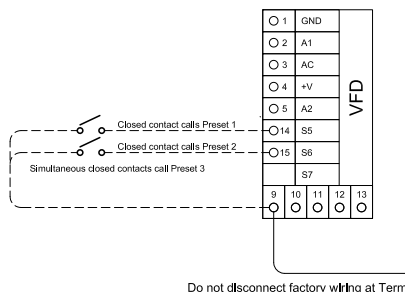 1 GND
2 A1
3 AC
4 +V
5 A2
14 S5
15 S6
S7
VFD
Closed contact calls Preset 1
Closed contact calls Preset 2
Simultaneous closed contacts call Preset 3
9 10 11 12 13
Do not disconnect factory wiring at Term